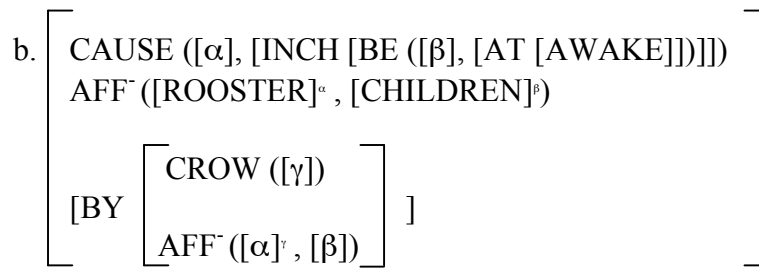 b. CAUSE ([α], [INCH [BE ([β], [AT [AWAKE]])]])
AFF⁻ ([ROOSTER]ᵅ , [CHILDREN]ᵝ)
CROW ([γ])
[BY ]
AFF⁻ ([α]ᵞ , [β])